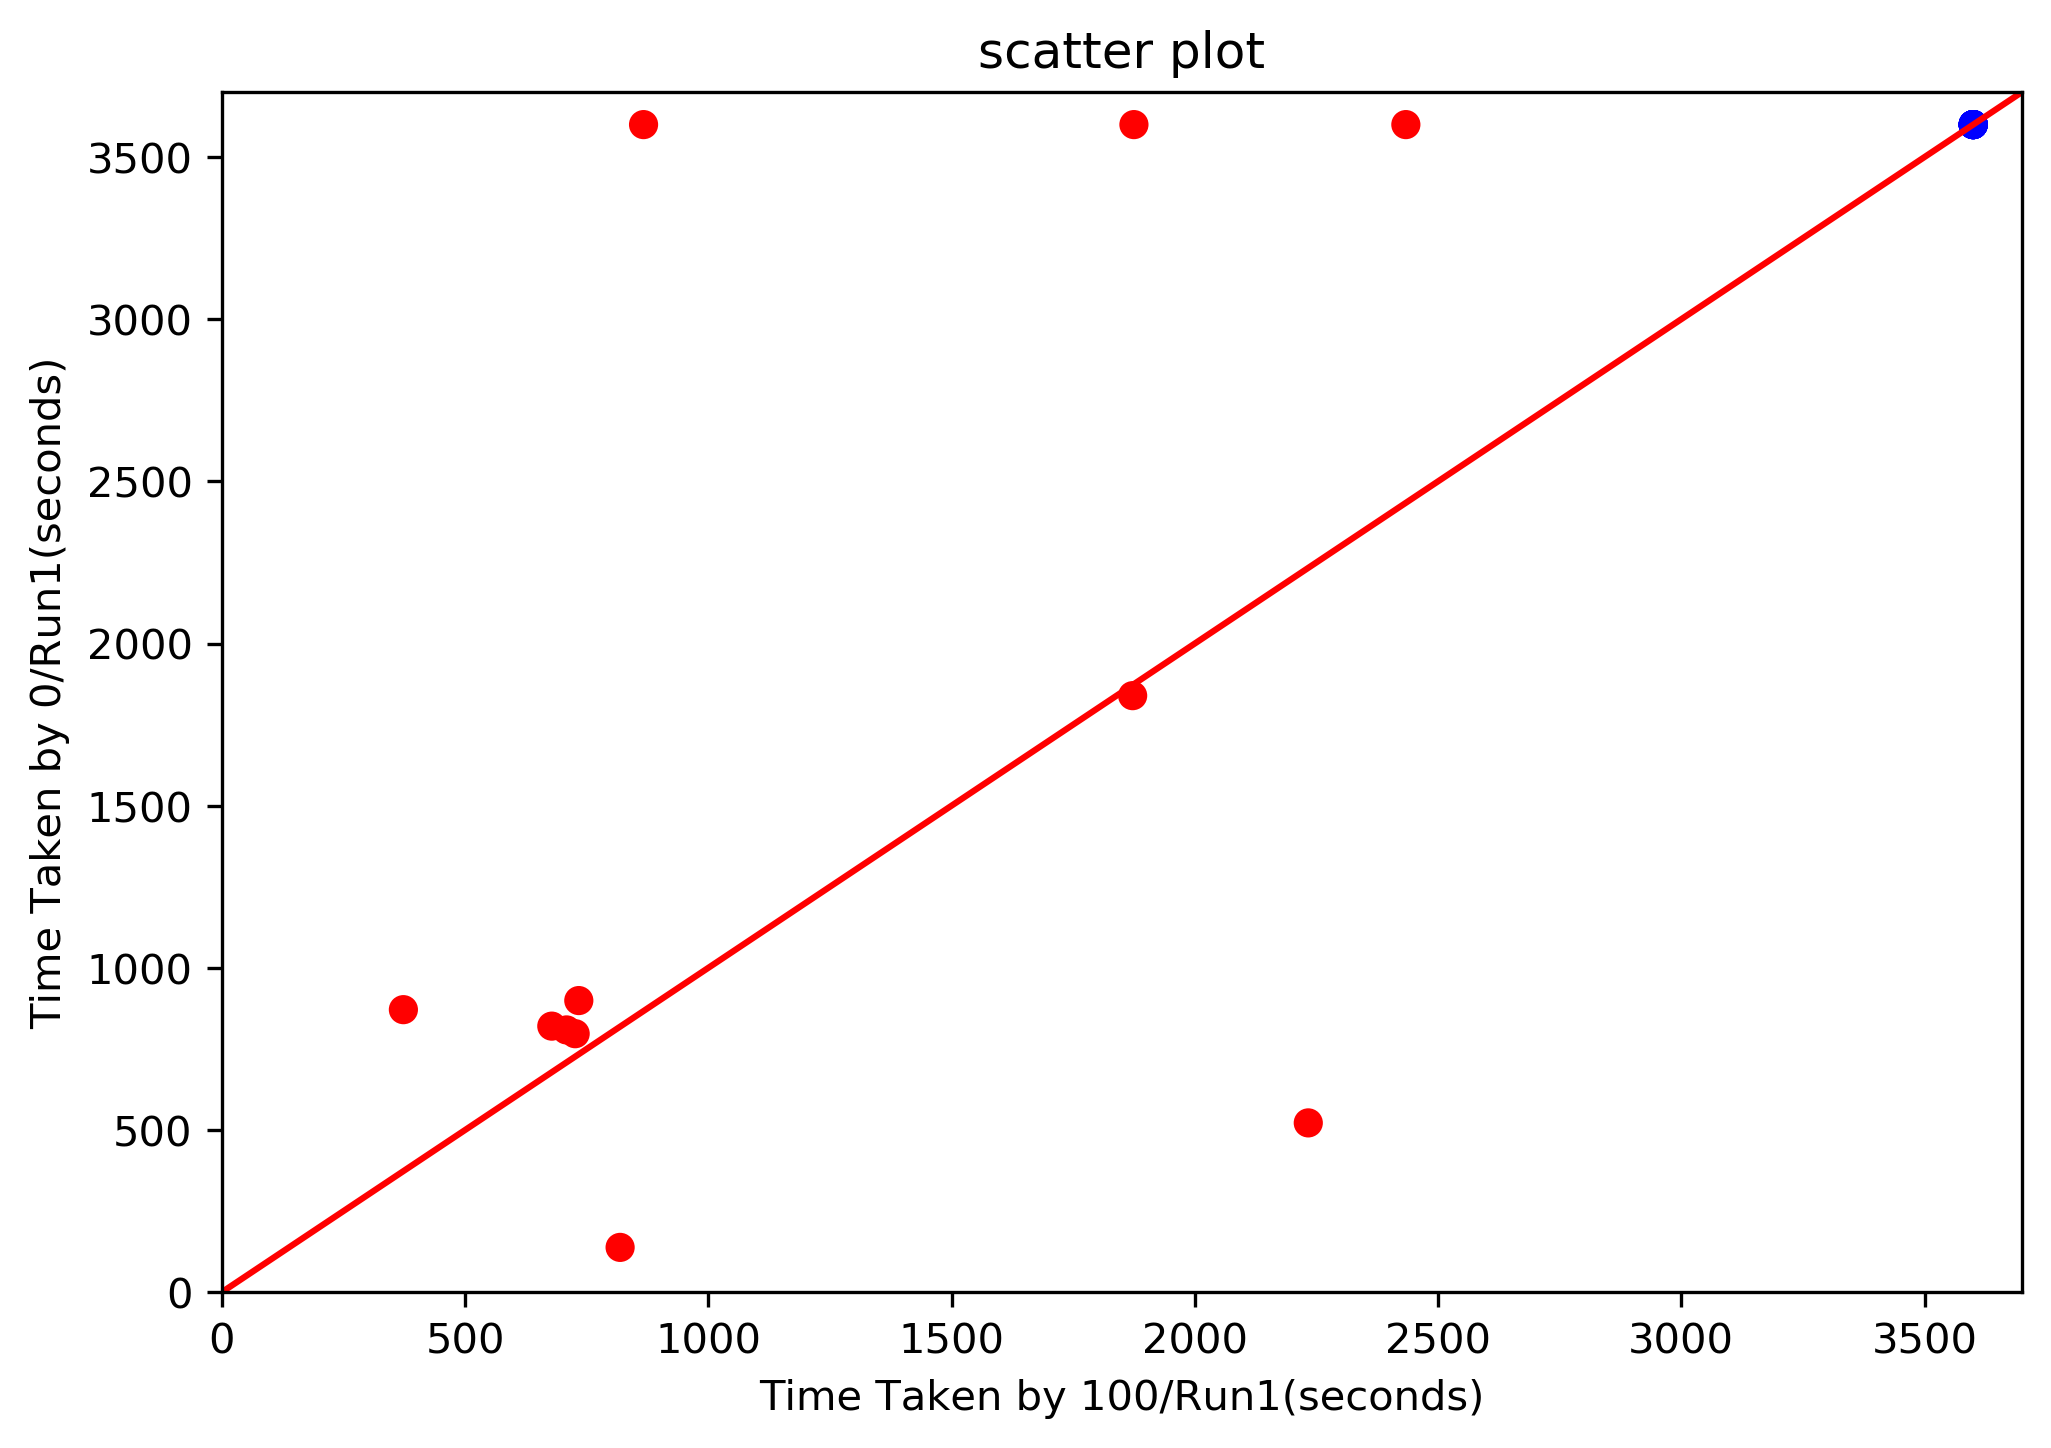 scatter plot
3500
3000
2500
2000
1500
1000
500
0
Time Taken by 0/Run1(seconds)
0 500 1000 1500 2000 2500 3000 3500
Time Taken by 100/Run1(seconds)